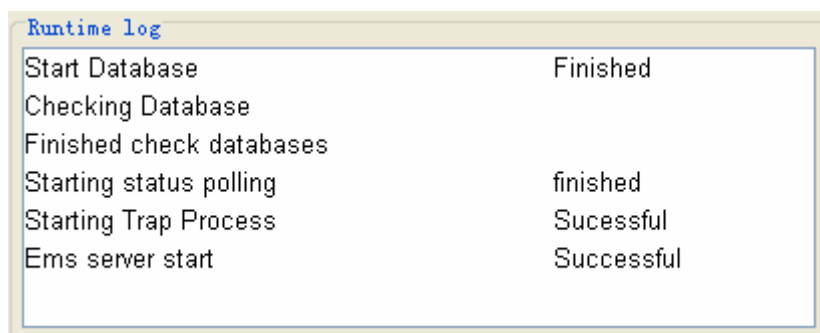 Runtime log
Start Database Finished
Checking Database
Finished check databases
Starting status polling finished
Starting Trap Process Sucessful
Ems server start Successful